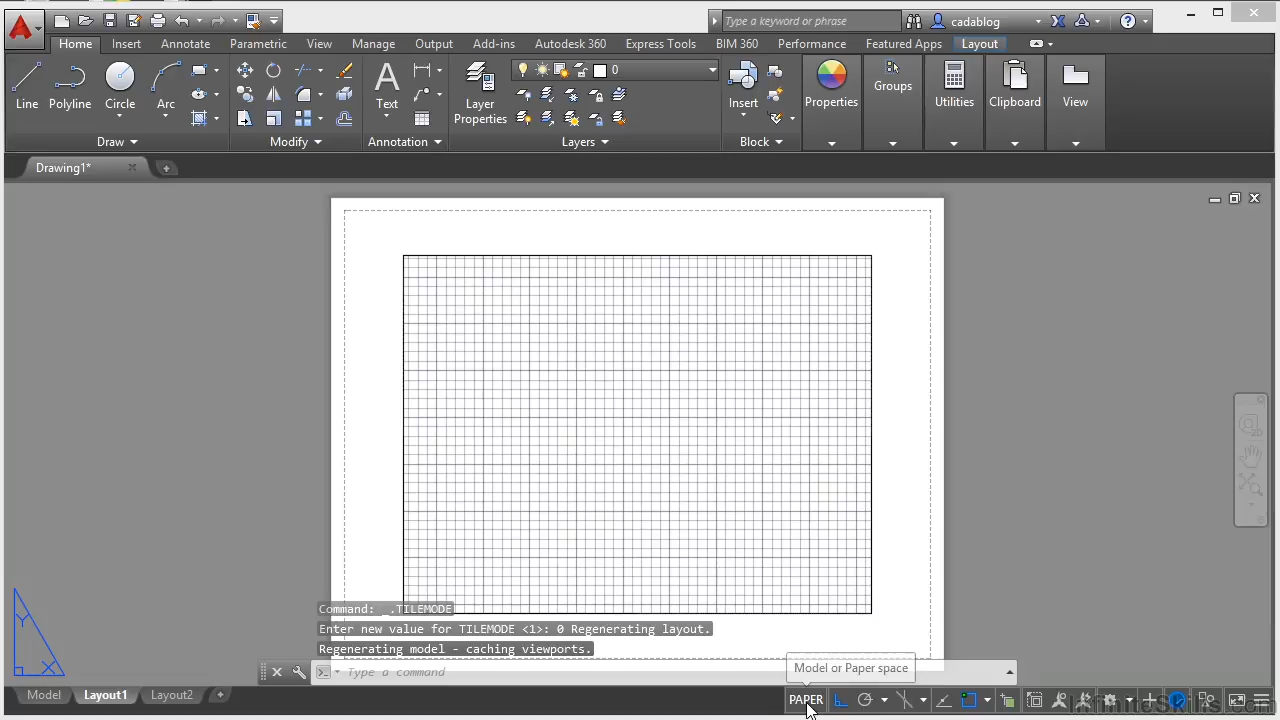 Type a keyword or phrase
cadablog
Home Insert Annotate Parametric View Manage Output Add-ins Autodesk 360 Express Tools BIM 360 Performance Featured Apps Layout
0
Line Polyline Circle Arc Text Layer Properties Insert Properties Groups Utilities Clipboard View
Draw Modify Annotation Layers Block
Drawing1*
Command: _.TILEMODE
Enter new value for TILEMODE <1>: 0 Regenerating layout.
Regenerating model - caching viewports.
Model or Paper space
Type a command
Model Layout1 Layout2 PAPER
InfiniteSkills.com
Y
X